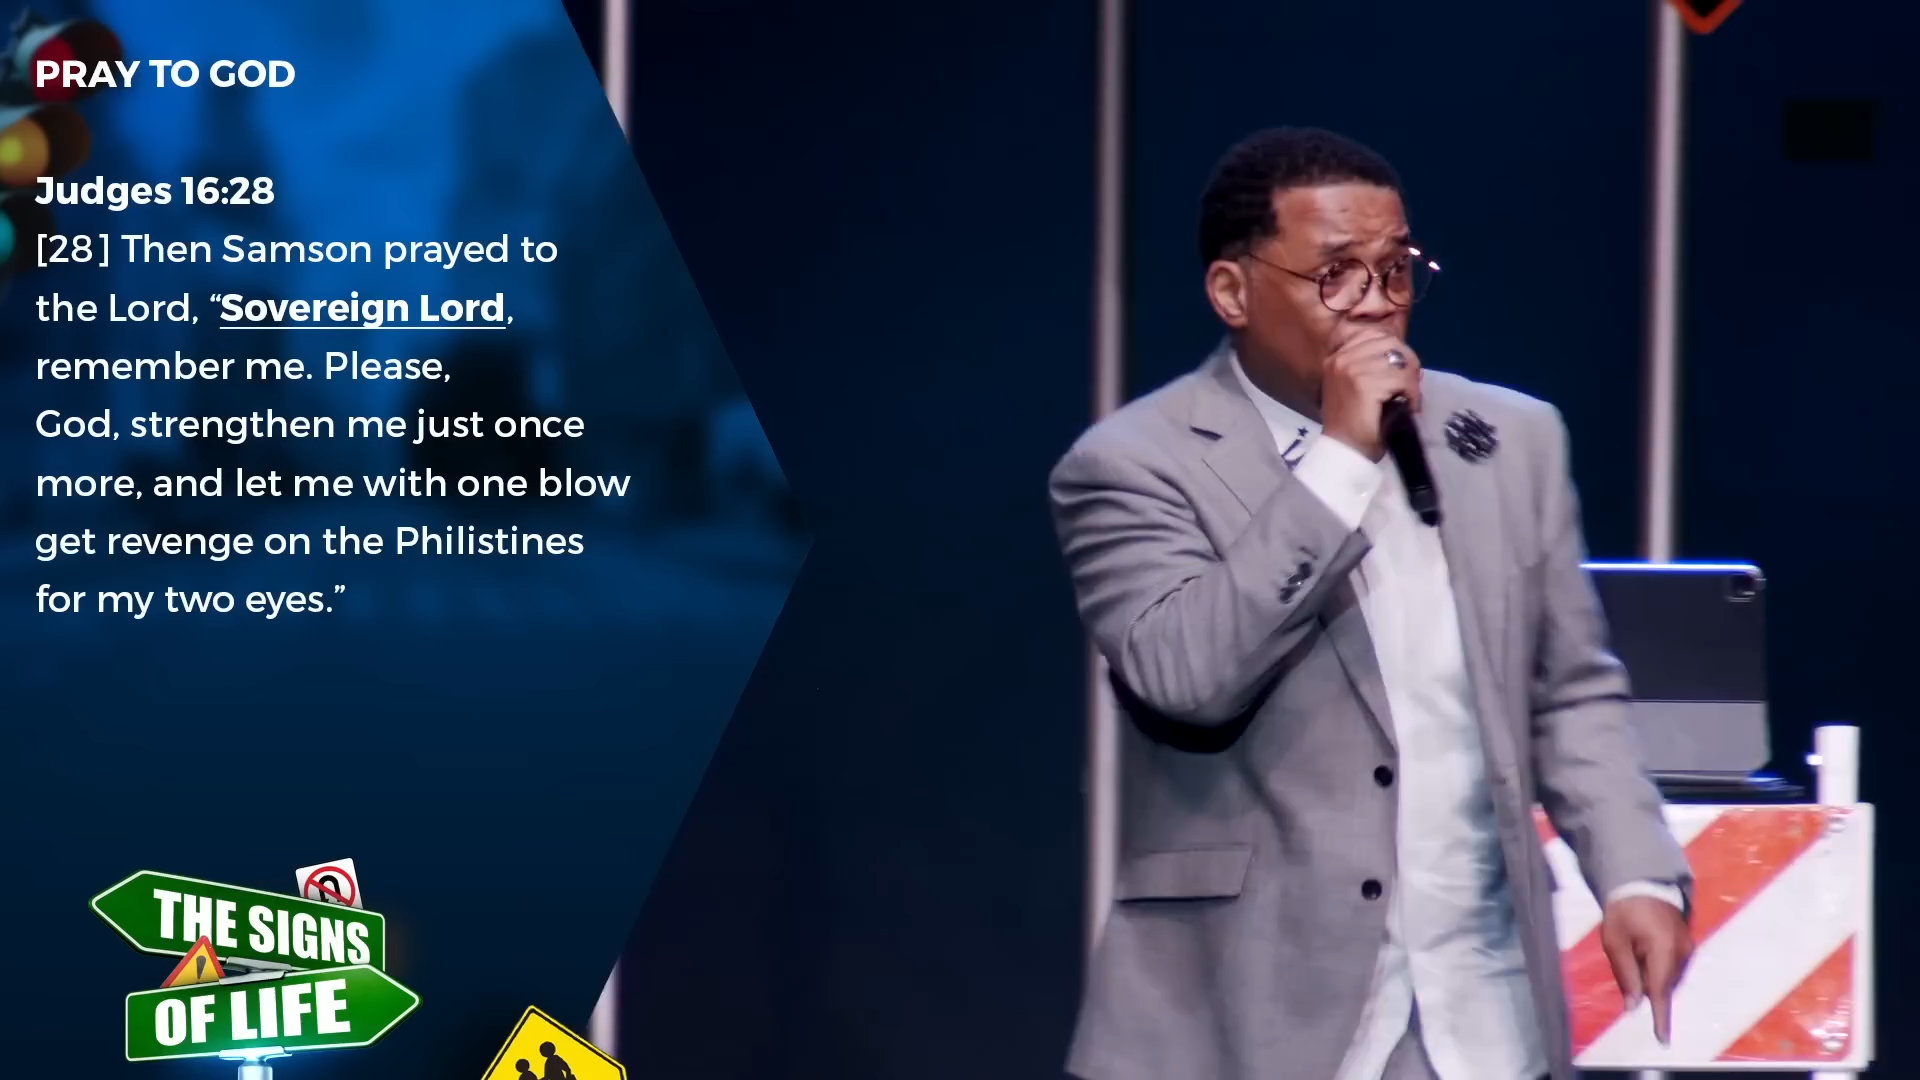 PRAY TO GOD
Judges 16:28
[28] Then Samson prayed to
the Lord, “Sovereign Lord,
remember me. Please,
God, strengthen me just once
more, and let me with one blow
get revenge on the Philistines
for my two eyes.”
THE SIGNS
OF LIFE